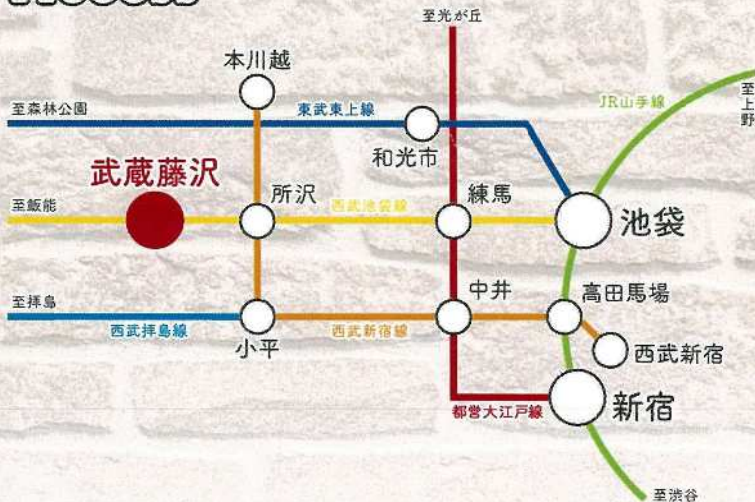 至光が丘
本川越
JR山手線
至上野
至森林公園
東武東上線
和光市
武蔵藤沢
所沢
練馬
至飯能
西武池袋線
池袋
至拝島
中井
高田馬場
西武拝島線
小平
西武新宿線
西武新宿
都営大江戸線
新宿
至渋谷